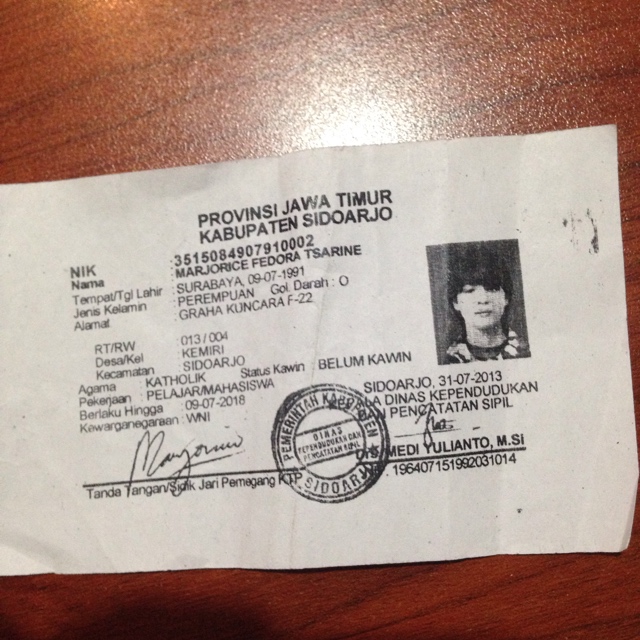 PROVINSI JAWA TIMUR
KABUPATEN SIDOARJO
NIK : 3515084907910002
Nama : MARJORICE FEDORA TSARINE
Tempat/Tgl Lahir : SURABAYA, 09-07-1991
Jenis Kelamin : PEREMPUAN Gol. Darah : O
Alamat : GRAHA KUNCARA F-22
RT/RW : 013 / 004
Desa/Kel : KEMIRI
Kecamatan : SIDOARJO
Agama : KATHOLIK Status Kawin : BELUM KAWIN
Pekerjaan : PELAJAR/MAHASISWA
Berlaku Hingga : 09-07-2018
Kewarganegaraan : WNI
SIDOARJO, 31-07-2013
LA DINAS KEPENDUDUKAN
N PENCATATAN SIPIL
PEMERINTAH KABUPATEN
DINAS
KEPENDUDUKAN DAN
PENCATATAN SIPIL
SIDOARJO
MEDI YULIANTO, M.Si
. 196407151992031014
Tanda Tangan/Sidik Jari Pemegang KTP